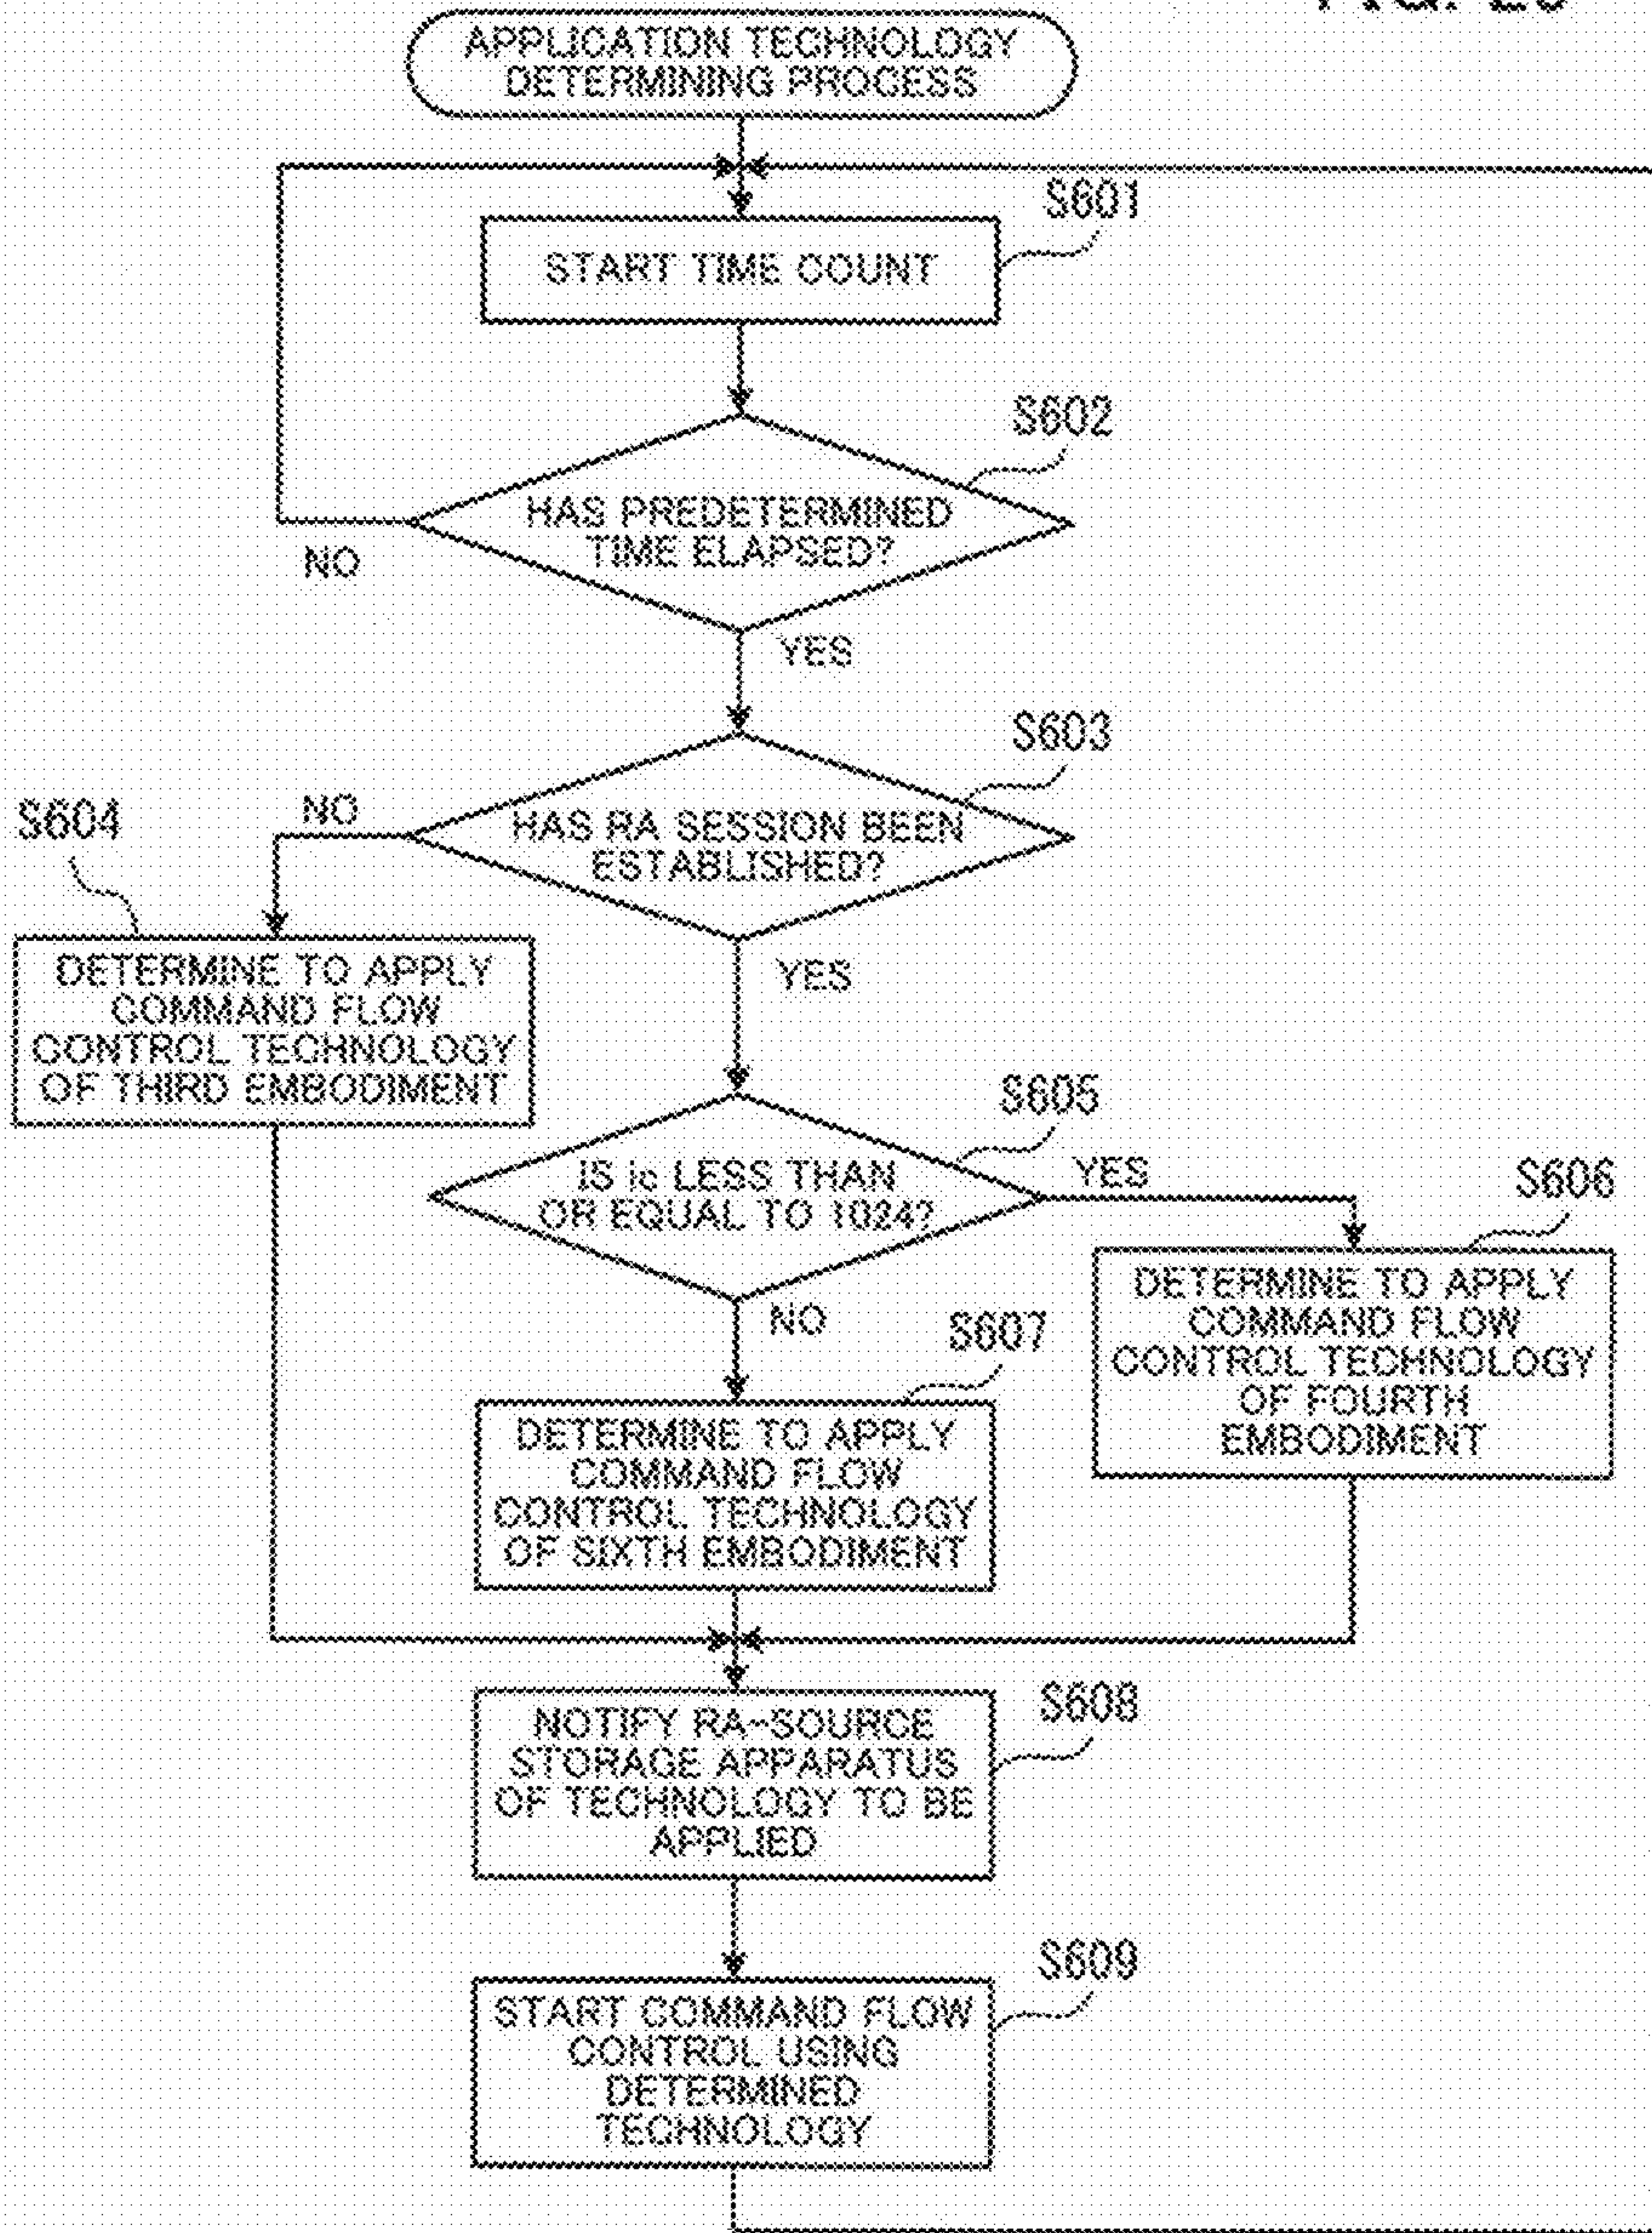 APPLICATION TECHNOLOGY
DETERMINING PROCESS
S601
START TIME COUNT
S602
HAS PREDETERMINED
TIME ELAPSED?
NO
YES
S603
HAS RA SESSION BEEN
ESTABLISHED?
NO
S604
YES
DETERMINE TO APPLY
COMMAND FLOW
CONTROL TECHNOLOGY
OF THIRD EMBODIMENT
S605
IS ic LESS THAN
OR EQUAL TO 1024?
YES
S606
NO
DETERMINE TO APPLY
COMMAND FLOW
CONTROL TECHNOLOGY
OF FOURTH
EMBODIMENT
S607
DETERMINE TO APPLY
COMMAND FLOW
CONTROL TECHNOLOGY
OF SIXTH EMBODIMENT
S608
NOTIFY RA-SOURCE
STORAGE APPARATUS
OF TECHNOLOGY TO BE
APPLIED
S609
START COMMAND FLOW
CONTROL USING
DETERMINED
TECHNOLOGY